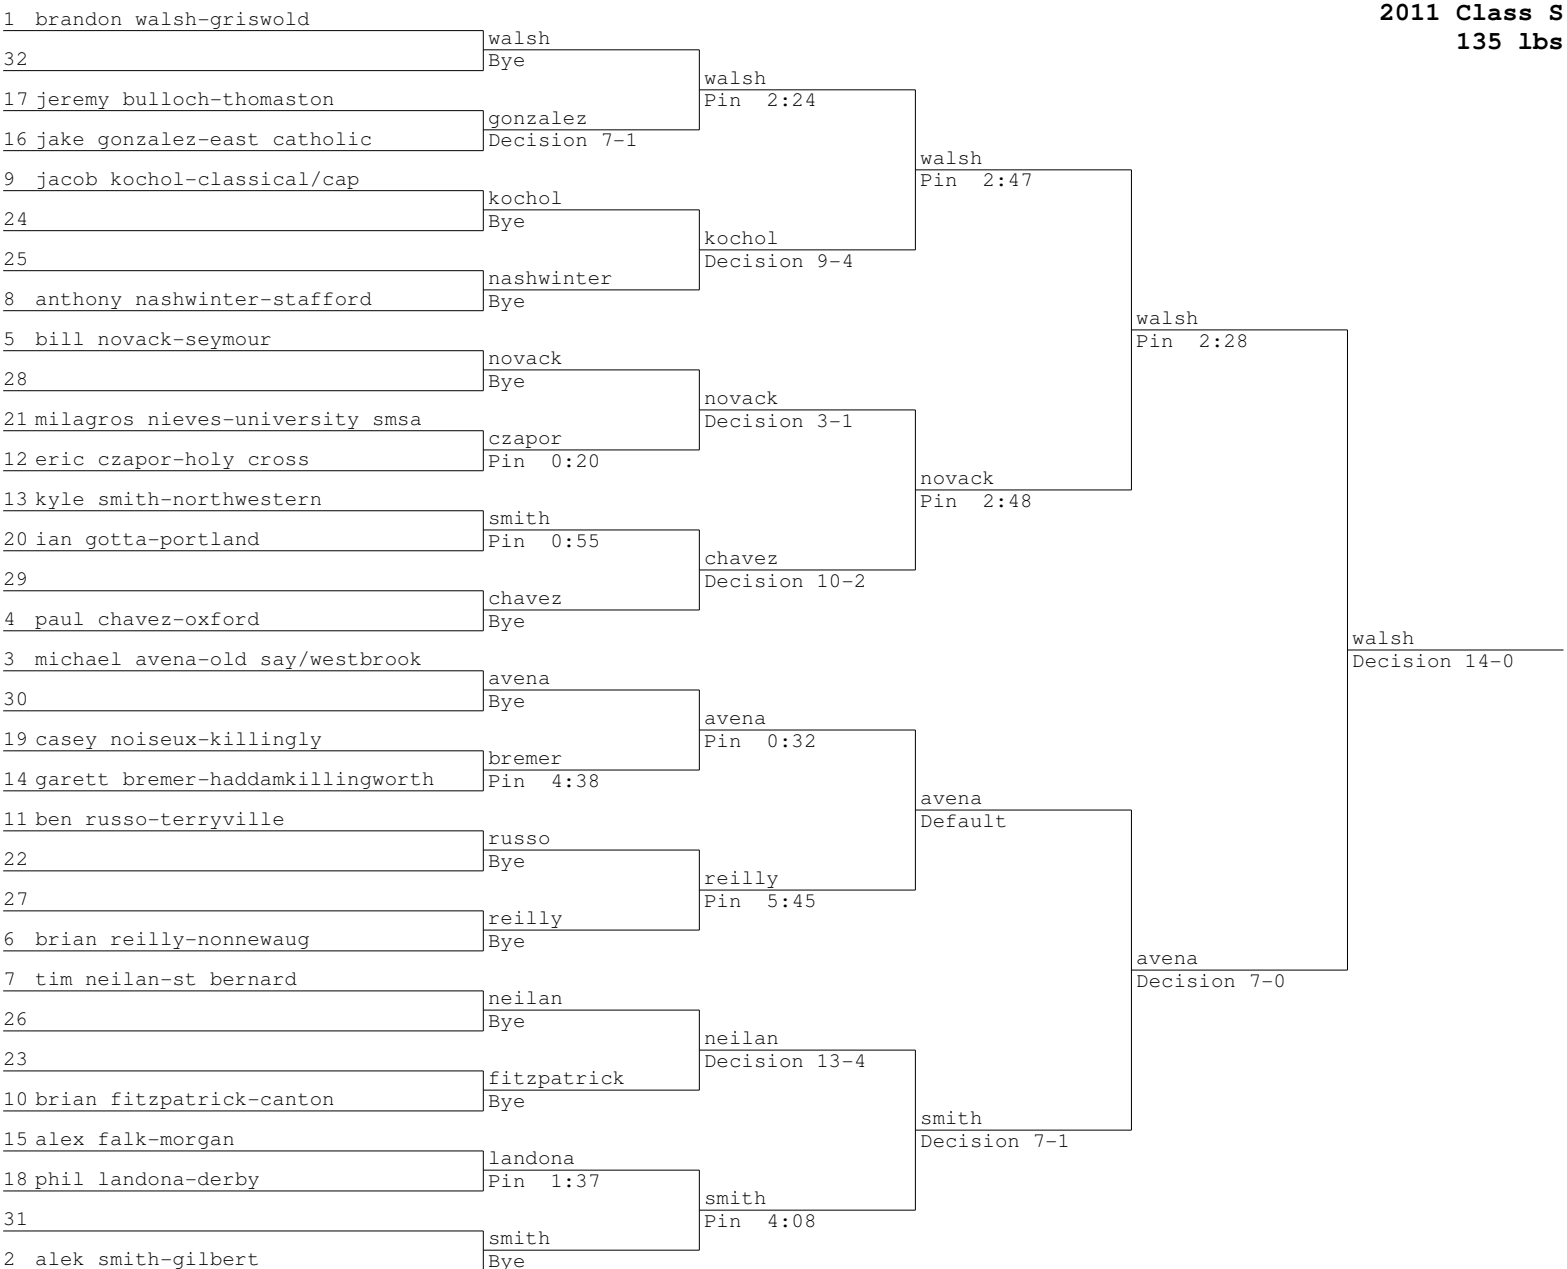 2011 Class S
135 lbs
1 brandon walsh-griswold
32
17 jeremy bulloch-thomaston
16 jake gonzalez-east catholic
9 jacob kochol-classical/cap
24
25
8 anthony nashwinter-stafford
5 bill novack-seymour
28
21 milagros nieves-university smsa
12 eric czapor-holy cross
13 kyle smith-northwestern
20 ian gotta-portland
29
4 paul chavez-oxford
3 michael avena-old say/westbrook
30
19 casey noiseux-killingly
14 garett bremer-haddamkillingworth
11 ben russo-terryville
22
27
6 brian reilly-nonnewaug
7 tim neilan-st bernard
26
23
10 brian fitzpatrick-canton
15 alex falk-morgan
18 phil landona-derby
31
2 alek smith-gilbert
walsh
Bye
gonzalez
Decision 7-1
kochol
Bye
nashwinter
Bye
novack
Bye
czapor
Pin 0:20
smith
Pin 0:55
chavez
Bye
avena
Bye
bremer
Pin 4:38
russo
Bye
reilly
Bye
neilan
Bye
fitzpatrick
Bye
landona
Pin 1:37
smith
Bye
walsh
Pin 2:24
kochol
Decision 9-4
novack
Decision 3-1
chavez
Decision 10-2
avena
Pin 0:32
reilly
Pin 5:45
neilan
Decision 13-4
smith
Pin 4:08
walsh
Pin 2:47
novack
Pin 2:48
avena
Default
smith
Decision 7-1
walsh
Pin 2:28
avena
Decision 7-0
walsh
Decision 14-0